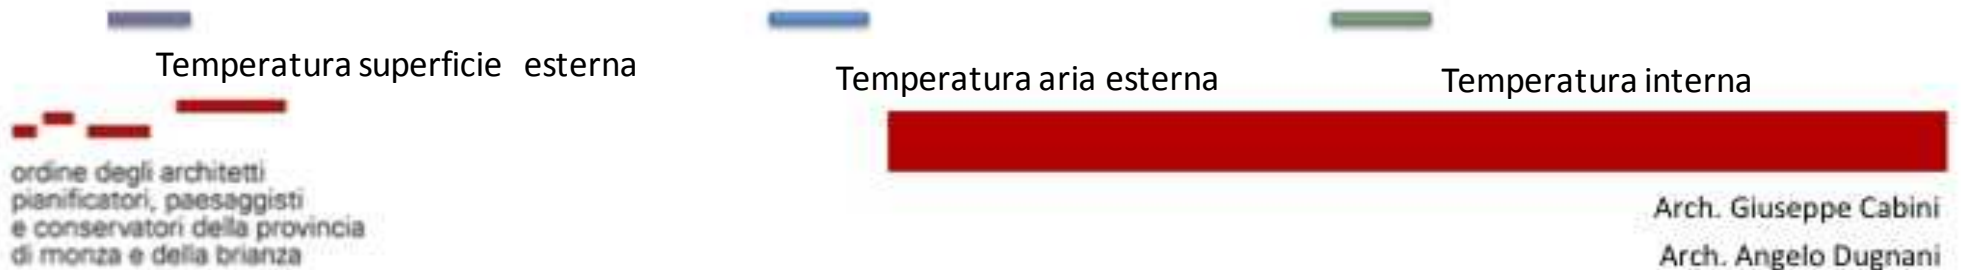 Temperatura superficie esterna
Temperatura aria esterna
Temperatura interna
ordine degli architetti
pianificatori, paesaggisti
e conservatori della provincia
di monza e della brianza
Arch. Giuseppe Cabini
Arch. Angelo Dugnani